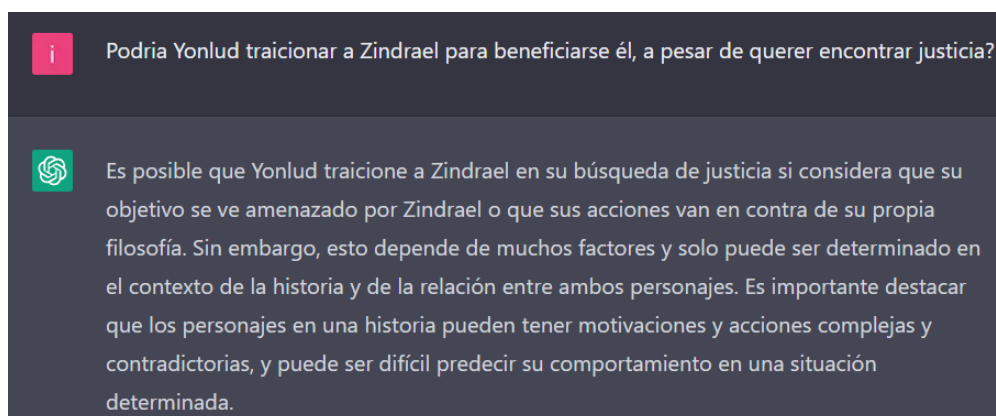 i
Podria Yonlud traicionar a Zindrael para beneficiarse él, a pesar de querer encontrar justicia?
Es posible que Yonlud traicione a Zindrael en su búsqueda de justicia si considera que su
objetivo se ve amenazado por Zindrael o que sus acciones van en contra de su propia
filosofía. Sin embargo, esto depende de muchos factores y solo puede ser determinado en
el contexto de la historia y de la relación entre ambos personajes. Es importante destacar
que los personajes en una historia pueden tener motivaciones y acciones complejas y
contradictorias, y puede ser difícil predecir su comportamiento en una situación
determinada.